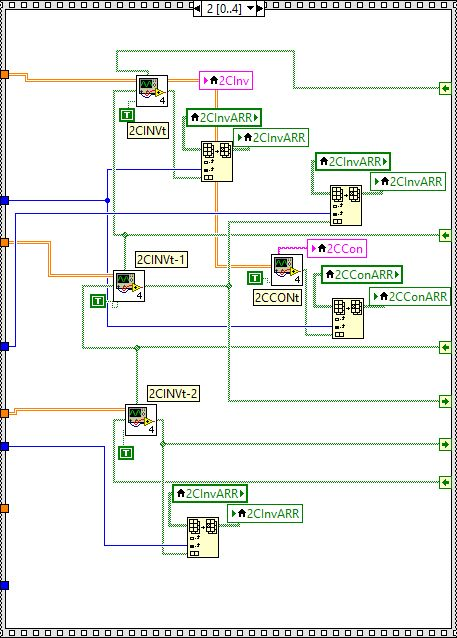 2 [0..4]
2CInv
4
T
2CINVt
2CInvARR
2CInvARR
2CInvARR
2CInvARR
2CCon
2CINVt-1
4
T
4
T
2CCONt
2CConARR
2CConARR
2CINVt-2
4
T
2CInvARR
2CInvARR